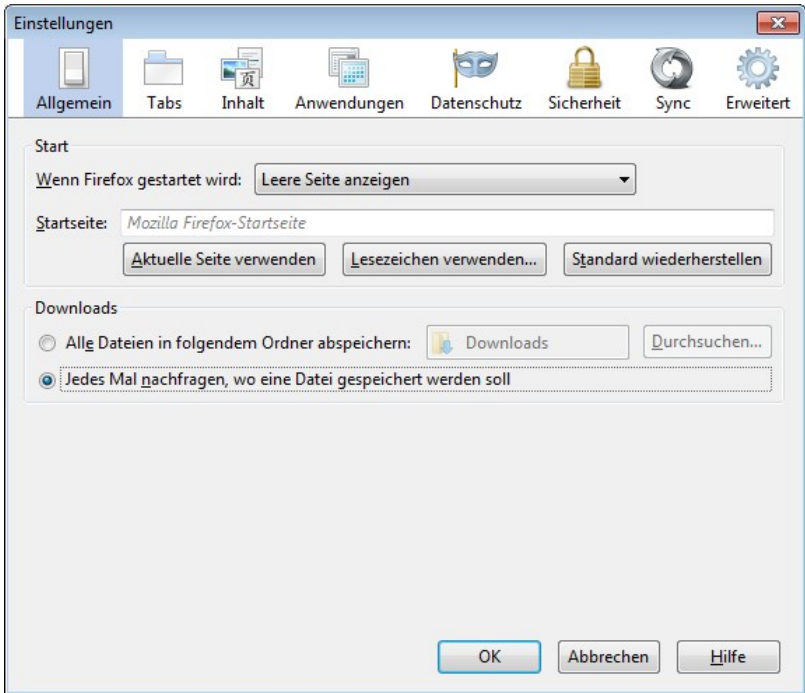 Einstellungen
Allgemein Tabs Inhalt Anwendungen Datenschutz Sicherheit Sync Erweitert
Start
Wenn Firefox gestartet wird: Leere Seite anzeigen
Startseite: Mozilla Firefox-Startseite
Aktuelle Seite verwenden Lesezeichen verwenden... Standard wiederherstellen
Downloads
Alle Dateien in folgendem Ordner abspeichern: Downloads Durchsuchen...
Jedes Mal nachfragen, wo eine Datei gespeichert werden soll
OK Abbrechen Hilfe